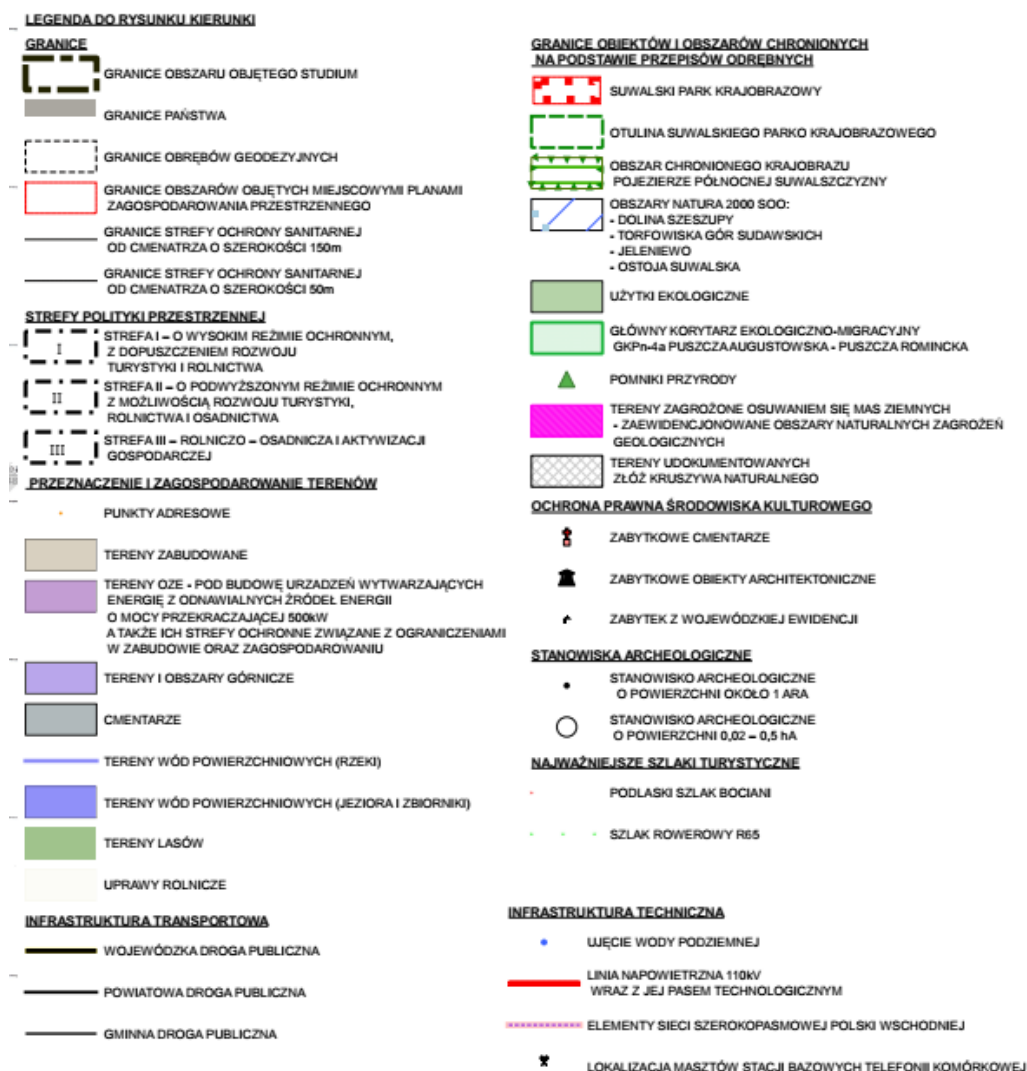 LEGENDA DO RYSUNKU KIERUNKI
GRANICE
GRANICE OBSZARU OBJĘTEGO STUDIUM
GRANICE PAŃSTWA
GRANICE OBRĘBÓW GEODEZYJNYCH
GRANICE OBSZARÓW OBJĘTYCH MIEJSCOWYMI PLANAMI
ZAGOSPODAROWANIA PRZESTRZENNEGO
GRANICE STREFY OCHRONY SANITARNEJ
OD CMENATRZA O SZEROKOŚCI 150m
GRANICE STREFY OCHRONY SANITARNEJ
OD CMENATRZA O SZEROKOŚCI 50m
STREFY POLITYKI PRZESTRZENNEJ
I
STREFA I – O WYSOKIM REŻIMIE OCHRONNYM,
Z DOPUSZCZENIEM ROZWOJU
TURYSTYKI I ROLNICTWA
II
STREFA II – O PODWYŻSZONYM REŻIMIE OCHRONNYM
Z MOŻLIWOŚCIĄ ROZWOJU TURYSTYKI,
ROLNICTWA I OSADNICTWA
III
STREFA III – ROLNICZO – OSADNICZA I AKTYWIZACJI
GOSPODARCZEJ
PRZEZNACZENIE I ZAGOSPODAROWANIE TERENÓW
PUNKTY ADRESOWE
TERENY ZABUDOWANE
TERENY OZE - POD BUDOWĘ URZADZEŃ WYTWARZAJĄCYCH
ENERGIĘ Z ODNAWIALNYCH ŹRÓDEŁ ENERGII
O MOCY PRZEKRACZAJĄCEJ 500kW
A TAKŻE ICH STREFY OCHRONNE ZWIĄZANE Z OGRANICZENIAMI
W ZABUDOWIE ORAZ ZAGOSPODAROWANIU
TERENY I OBSZARY GÓRNICZE
CMENTARZE
TERENY WÓD POWIERZCHNIOWYCH (RZEKI)
TERENY WÓD POWIERZCHNIOWYCH (JEZIORA I ZBIORNIKI)
TERENY LASÓW
UPRAWY ROLNICZE
INFRASTRUKTURA TRANSPORTOWA
WOJEWÓDZKA DROGA PUBLICZNA
POWIATOWA DROGA PUBLICZNA
GMINNA DROGA PUBLICZNA
GRANICE OBIEKTÓW I OBSZARÓW CHRONIONYCH
NA PODSTAWIE PRZEPISÓW ODRĘBNYCH
SUWALSKI PARK KRAJOBRAZOWY
OTULINA SUWALSKIEGO PARKO KRAJOBRAZOWEGO
OBSZAR CHRONIONEGO KRAJOBRAZU
POJEZIERZE PÓŁNOCNEJ SUWALSZCZYZNY
OBSZARY NATURA 2000 SOO:
- DOLINA SZESZUPY
- TORFOWISKA GÓR SUDAWSKICH
- JELENIEWO
- OSTOJA SUWALSKA
UŻYTKI EKOLOGICZNE
GŁÓWNY KORYTARZ EKOLOGICZNO-MIGRACYJNY
GKPn-4a PUSZCZA AUGUSTOWSKA - PUSZCZA ROMINCKA
POMNIKI PRZYRODY
TERENY ZAGROŻONE OSUWANIEM SIĘ MAS ZIEMNYCH
- ZAEWIDENCJONOWANE OBSZARY NATURALNYCH ZAGROŻEŃ
GEOLOGICZNYCH
TERENY UDOKUMENTOWANYCH
ZŁÓŻ KRUSZYWA NATURALNEGO
OCHRONA PRAWNA ŚRODOWISKA KULTUROWEGO
ZABYTKOWE CMENTARZE
ZABYTKOWE OBIEKTY ARCHITEKTONICZNE
ZABYTEK Z WOJEWÓDZKIEJ EWIDENCJI
STANOWISKA ARCHEOLOGICZNE
STANOWISKO ARCHEOLOGICZNE
O POWIERZCHNI OKOŁO 1 ARA
STANOWISKO ARCHEOLOGICZNE
O POWIERZCHNI 0,02 – 0,5 hA
NAJWAŻNIEJSZE SZLAKI TURYSTYCZNE
PODLASKI SZLAK BOCIANI
SZLAK ROWEROWY R65
INFRASTRUKTURA TECHNICZNA
UJĘCIE WODY PODZIEMNEJ
LINIA NAPOWIETRZNA 110kV
WRAZ Z JEJ PASEM TECHNOLOGICZNYM
ELEMENTY SIECI SZEROKOPASMOWEJ POLSKI WSCHODNIEJ
LOKALIZACJA MASZTÓW STACJI BAZOWYCH TELEFONII KOMÓRKOWEJ